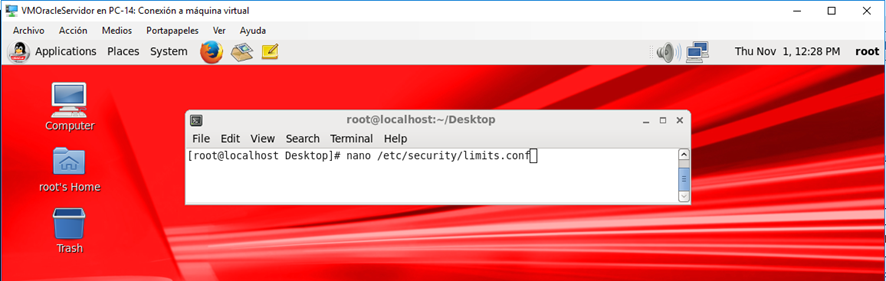 VMOracleServidor en PC-14: Conexión a máquina virtual
Archivo Acción Medios Portapapeles Ver Ayuda
Applications Places System Thu Nov 1, 12:28 PM root
Computer
root's Home
Trash
root@localhost:~/Desktop
File Edit View Search Terminal Help
[root@localhost Desktop]# nano /etc/security/limits.conf